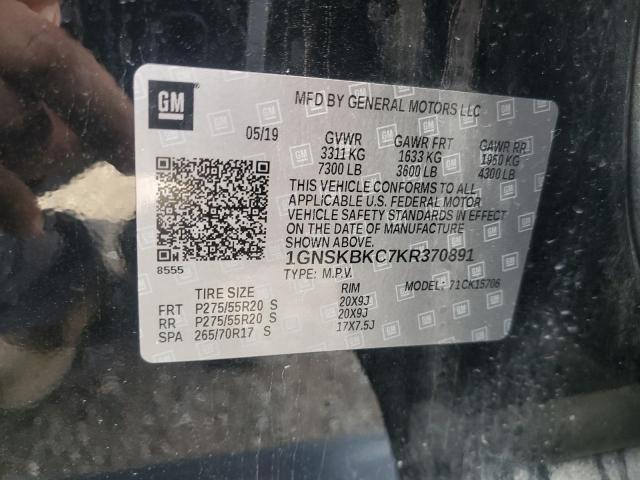 GM
MFD BY GENERAL MOTORS LLC
05/19
GVWR GAWR FRT GAWR RR
3311 KG 1633 KG 1950 KG
7300 LB 3600 LB 4300 LB
THIS VEHICLE CONFORMS TO ALL
APPLICABLE U.S. FEDERAL MOTOR
VEHICLE SAFETY STANDARDS IN EFFECT
ON THE DATE OF MANUFACTURE
SHOWN ABOVE.
8555
1GNSKBKC7KR370891
TYPE: M.P.V. MODEL: 71CK15706
TIRE SIZE RIM
FRT P275/55R20 S 20X9J
RR P275/55R20 S 20X9J
SPA 265/70R17 S 17X7.5J